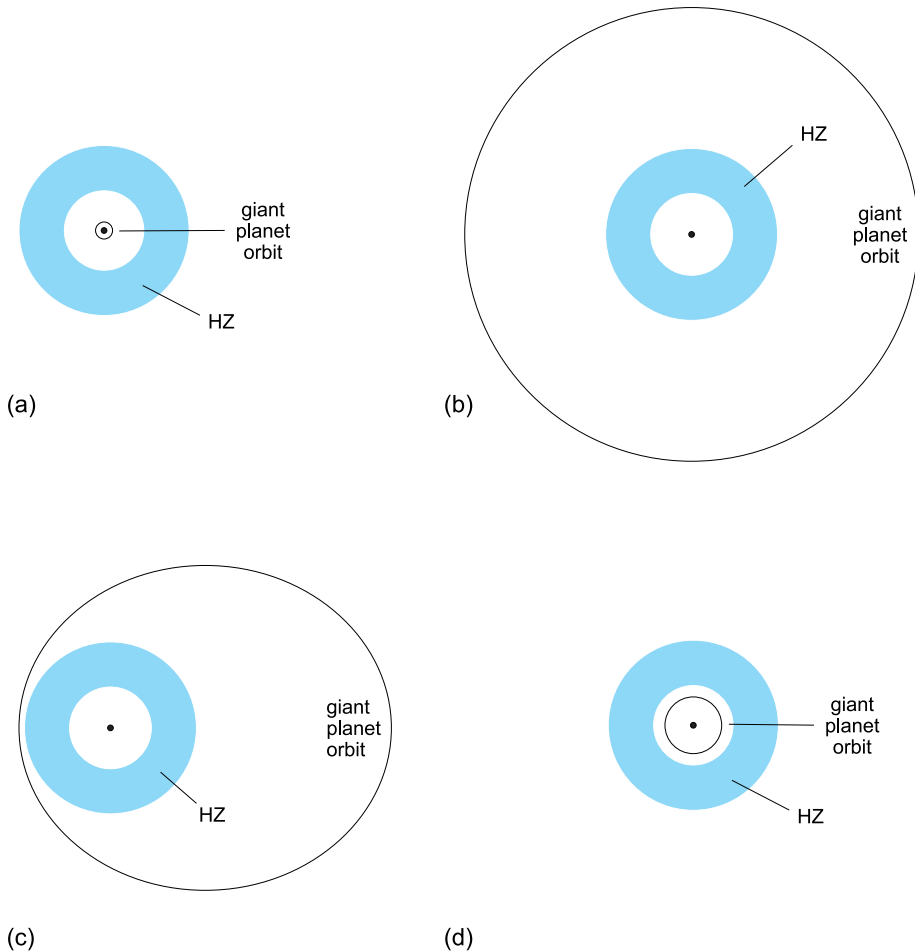 giant
planet
orbit
HZ
(a)
HZ
giant
planet
orbit
(b)
giant
planet
orbit
HZ
(c)
giant
planet
orbit
HZ
(d)